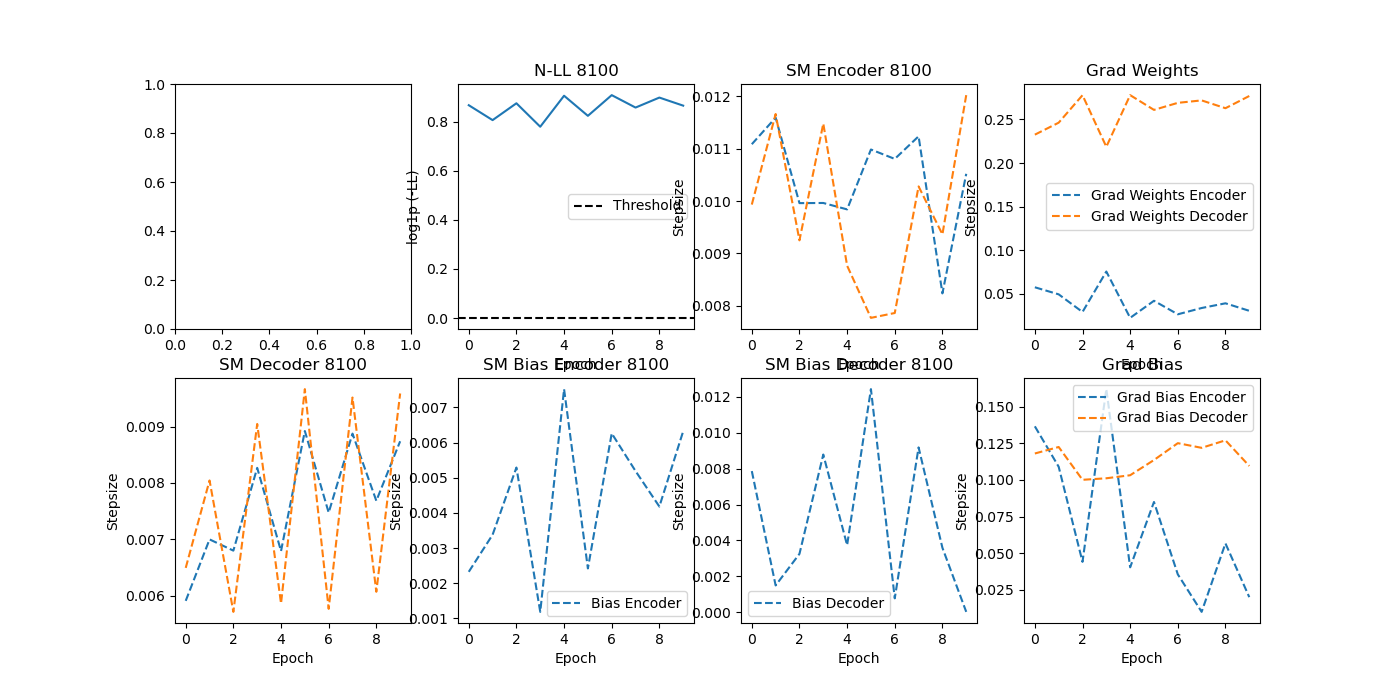 N-LL 8100
SM Encoder 8100
Grad Weights
1.0
0.8
0.6
0.4
0.2
0.0
0.0 0.2 0.4 0.6 0.8 1.0
log1p (-LL)
0.8
0.6
0.4
0.2
0.0
Threshold
0 2 4 6 8
Epoch
Stepsize
0.012
0.011
0.010
0.009
0.008
0 2 4 6 8
Epoch
Stepsize
0.25
0.20
0.15
0.10
0.05
Grad Weights Encoder
Grad Weights Decoder
0 2 4 6 8
Epoch
SM Decoder 8100
SM Bias Encoder 8100
SM Bias Decoder 8100
Grad Bias
Stepsize
0.009
0.008
0.007
0.006
0 2 4 6 8
Epoch
Stepsize
0.007
0.006
0.005
0.004
0.003
0.002
0.001
Bias Encoder
0 2 4 6 8
Epoch
Stepsize
0.012
0.010
0.008
0.006
0.004
0.002
0.000
Bias Decoder
0 2 4 6 8
Epoch
Stepsize
0.150
0.125
0.100
0.075
0.050
0.025
Grad Bias Encoder
Grad Bias Decoder
0 2 4 6 8
Epoch